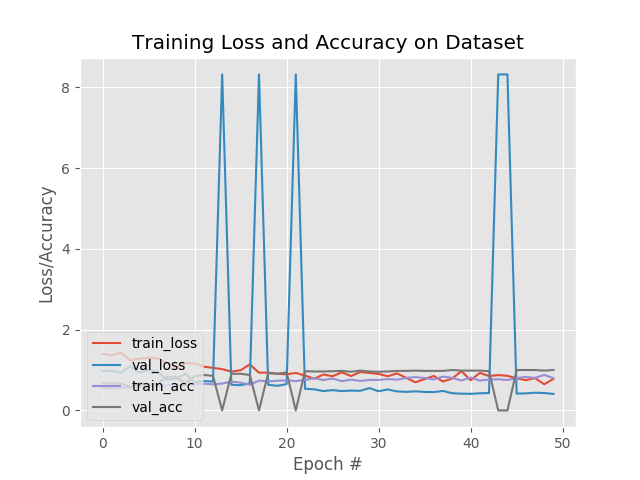 Training Loss and Accuracy on Dataset
8
6
4
2
0
Loss/Accuracy
train_loss
val_loss
train_acc
val_acc
0 10 20 30 40 50
Epoch #